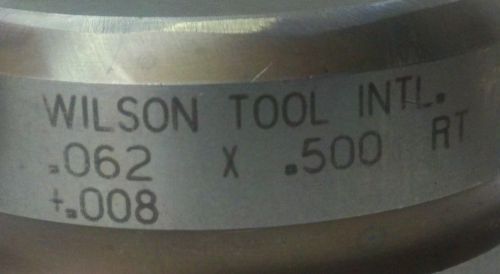 WILSON TOOL INTL.
.062 X .500 RT
+.008